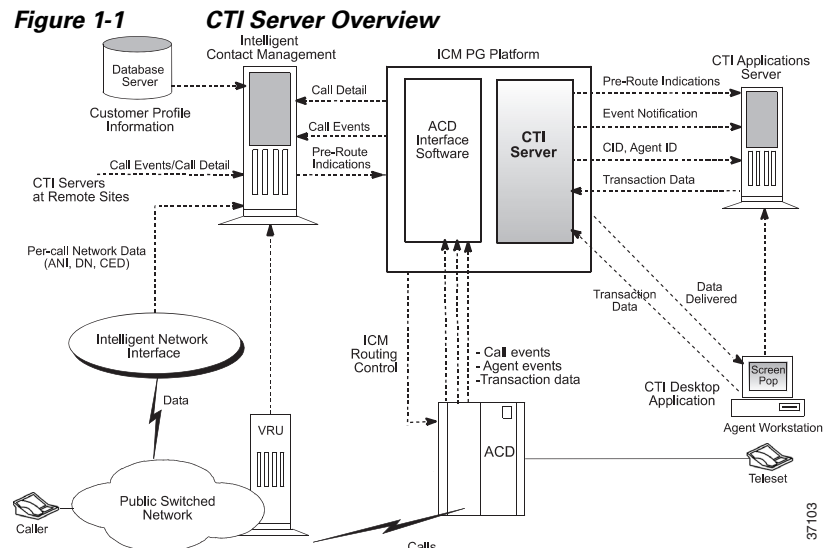 Figure 1-1 CTI Server Overview
Intelligent
Contact Management
ICM PG Platform
CTI Applications
Server
Database
Server
Customer Profile
Information
Call Detail
Call Events
Pre-Route
Indications
Call Events/Call Detail
CTI Servers
at Remote Sites
ACD
Interface
Software
CTI
Server
Pre-Route Indications
Event Notification
CID, Agent ID
Transaction Data
Per-call Network Data
(ANI, DN, CED)
Intelligent Network
Interface
Data
ICM
Routing
Control
- Call events
- Agent events
-Transaction data
Transaction
Data
Data
Delivered
CTI Desktop
Application
Screen
Pop
Agent Workstation
VRU
ACD
Teleset
Public Switched
Network
Caller
Calls
37103